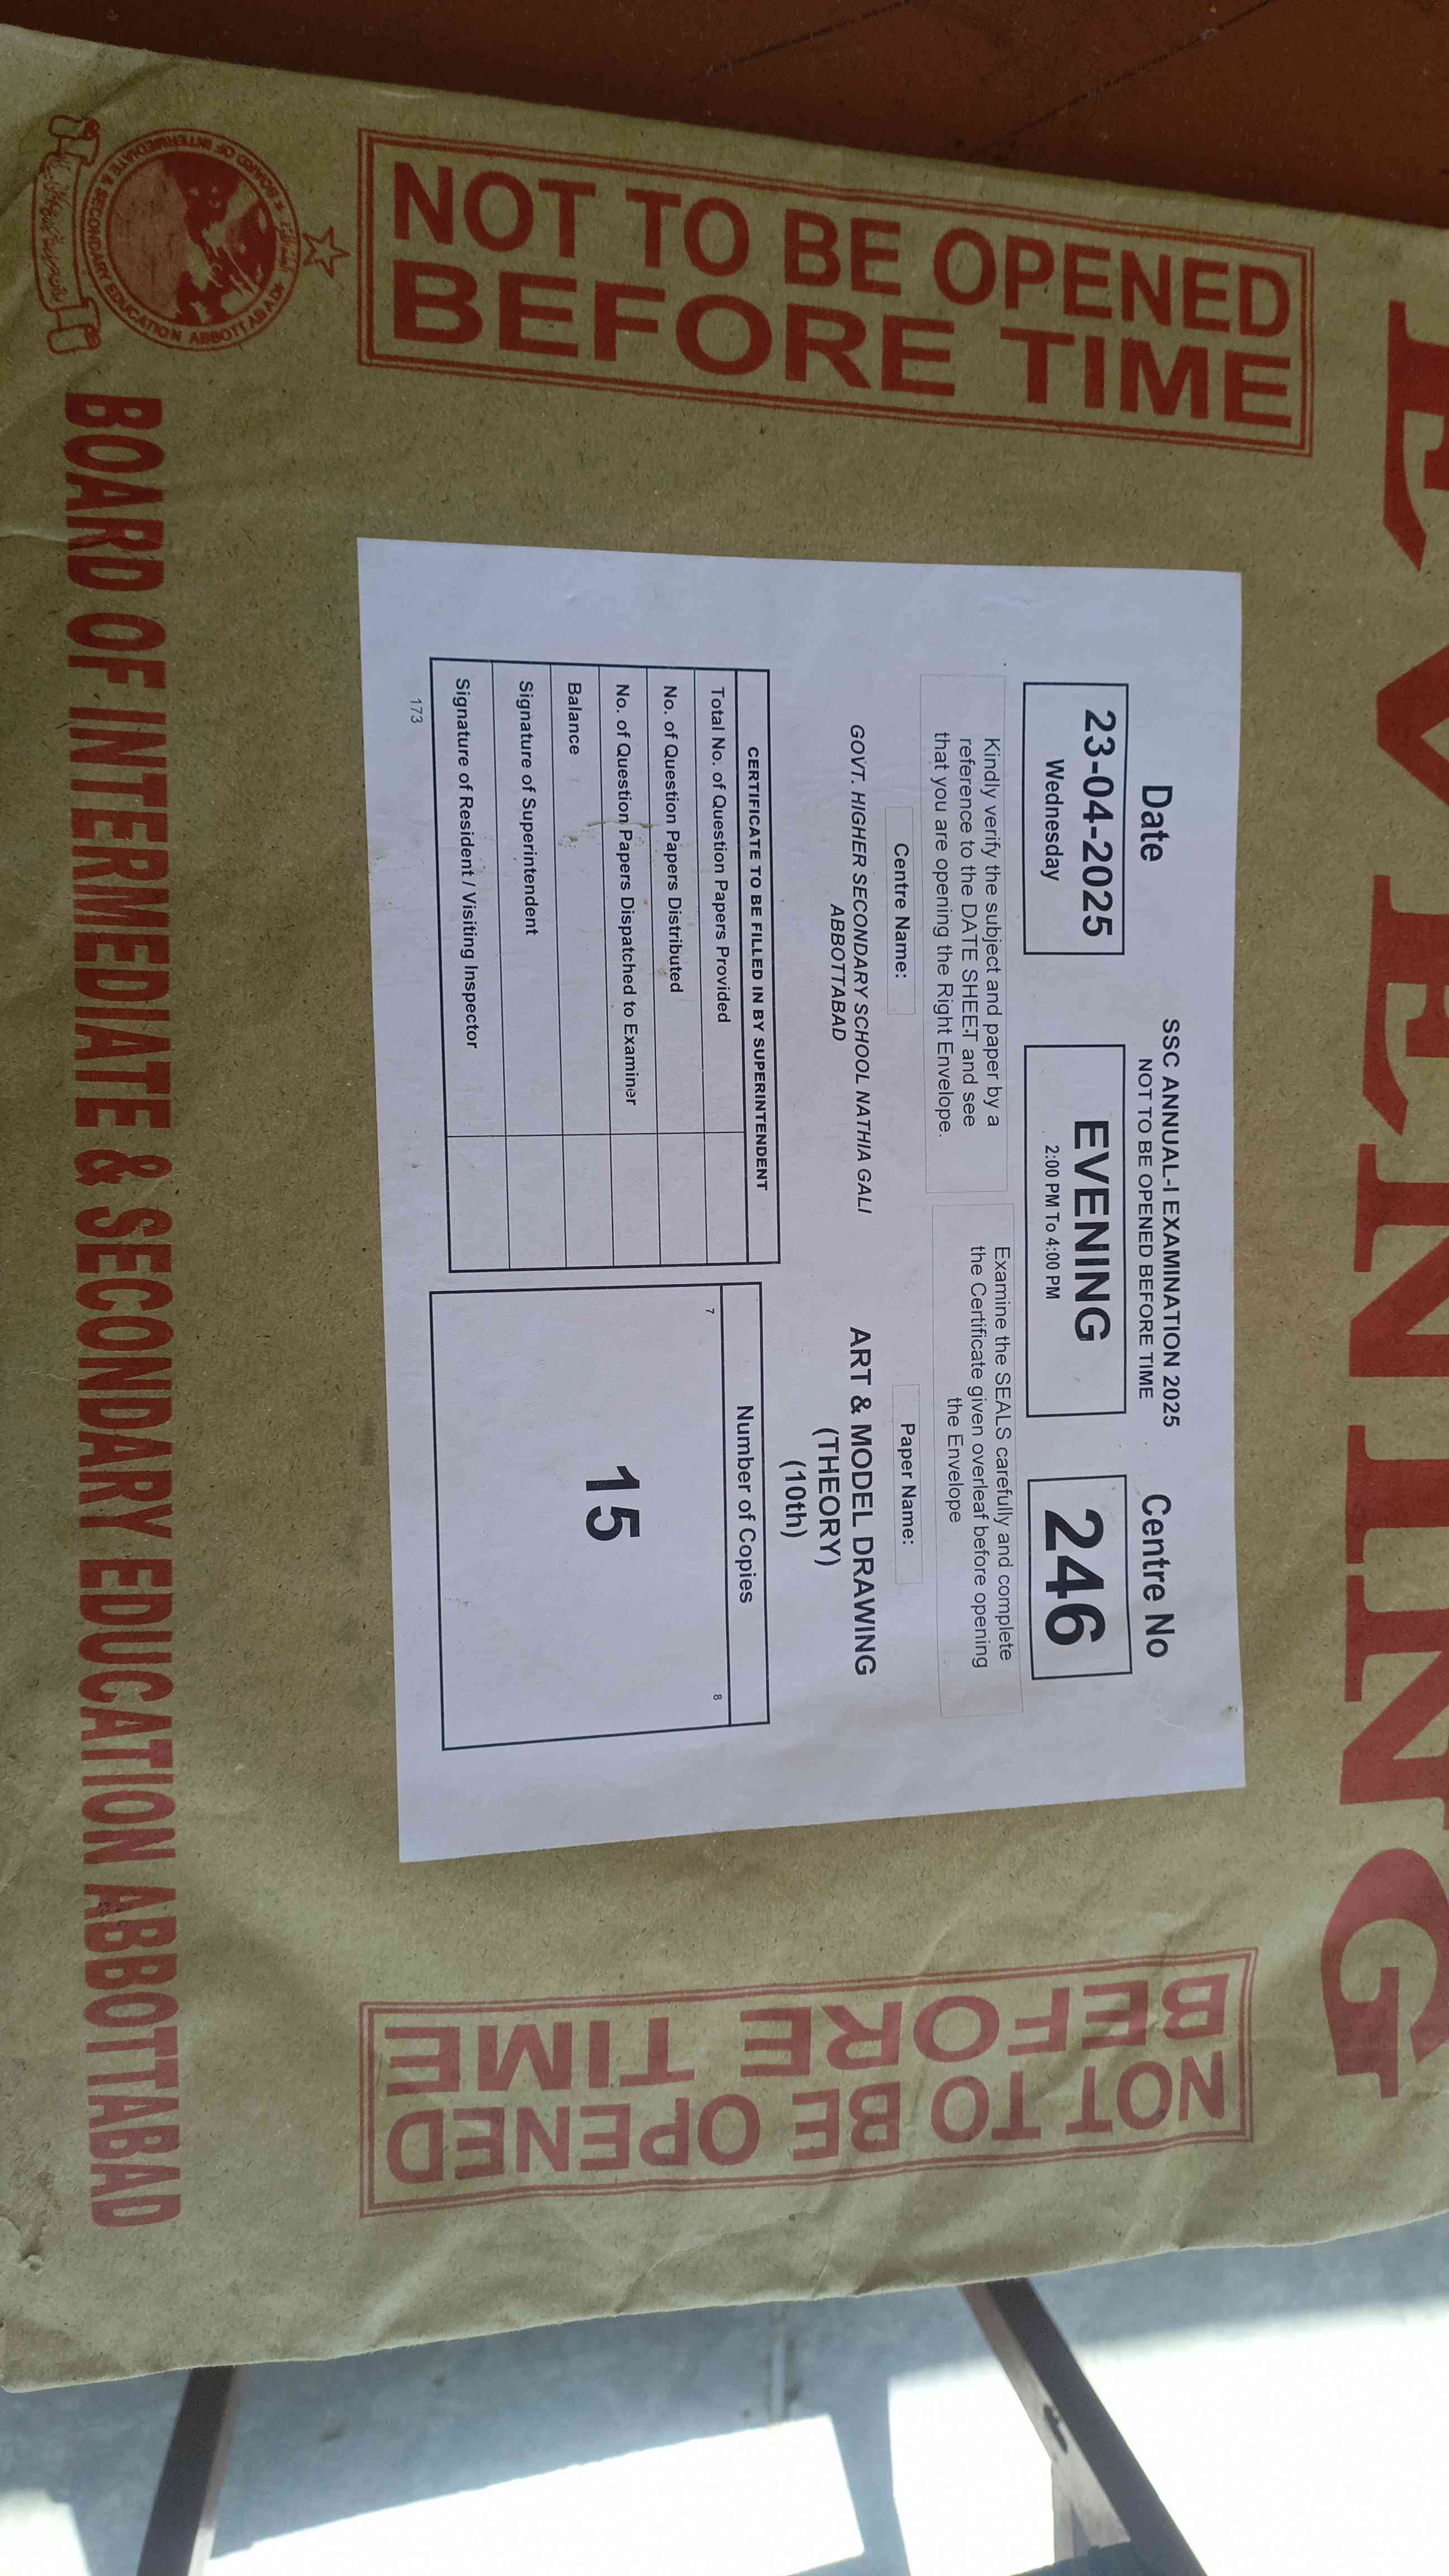 EVENING
NOT TO BE OPENED
BEFORE TIME
Date
SSC ANNUAL-I EXAMINATION 2025
NOT TO BE OPENED BEFORE TIME
Centre No
23-04-2025
Wednesday
EVENING
2:00 PM To 4:00 PM
246
Kindly verify the subject and paper by a
reference to the DATE SHEET and see
that you are opening the Right Envelope.
Examine the SEALS carefully and complete
the Certificate given overleaf before opening
the Envelope
Centre Name:
Paper Name:
GOVT. HIGHER SECONDARY SCHOOL NATHIA GALI
ABBOTTABAD
ART & MODEL DRAWING
(THEORY)
(10th)
CERTIFICATE TO BE FILLED IN BY SUPERINTENDENT
Total No. of Question Papers Provided
No. of Question Papers Distributed
No. of Question Papers Dispatched to Examiner
Balance
Signature of Superintendent
Signature of Resident / Visiting Inspector
173
Number of Copies
7
8
15
NOT TO BE OPENED
BEFORE TIME
BOARD OF INTERMEDIATE & SECONDARY EDUCATION ABBOTTABAD
BOARD OF INTERMEDIATE & SECONDARY EDUCATION ABBOTTABAD